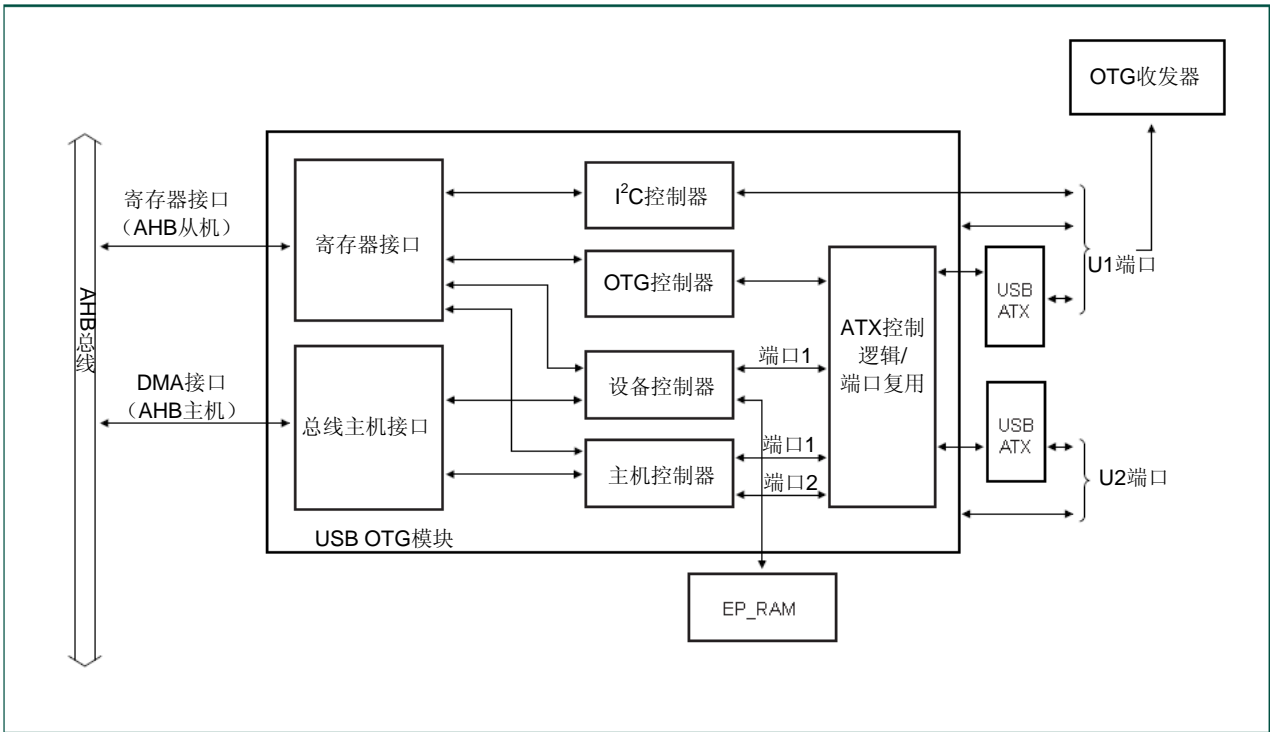 OTG收发器
寄存器接口
（AHB从机）
寄存器接口
I²C控制器
OTG控制器
U1端口
USB
ATX
ATX控制
逻辑/
端口复用
AHB总线
端口1
设备控制器
DMA接口
（AHB主机）
总线主机接口
端口1
主机控制器
端口2
USB
ATX
U2端口
USB OTG模块
EP_RAM